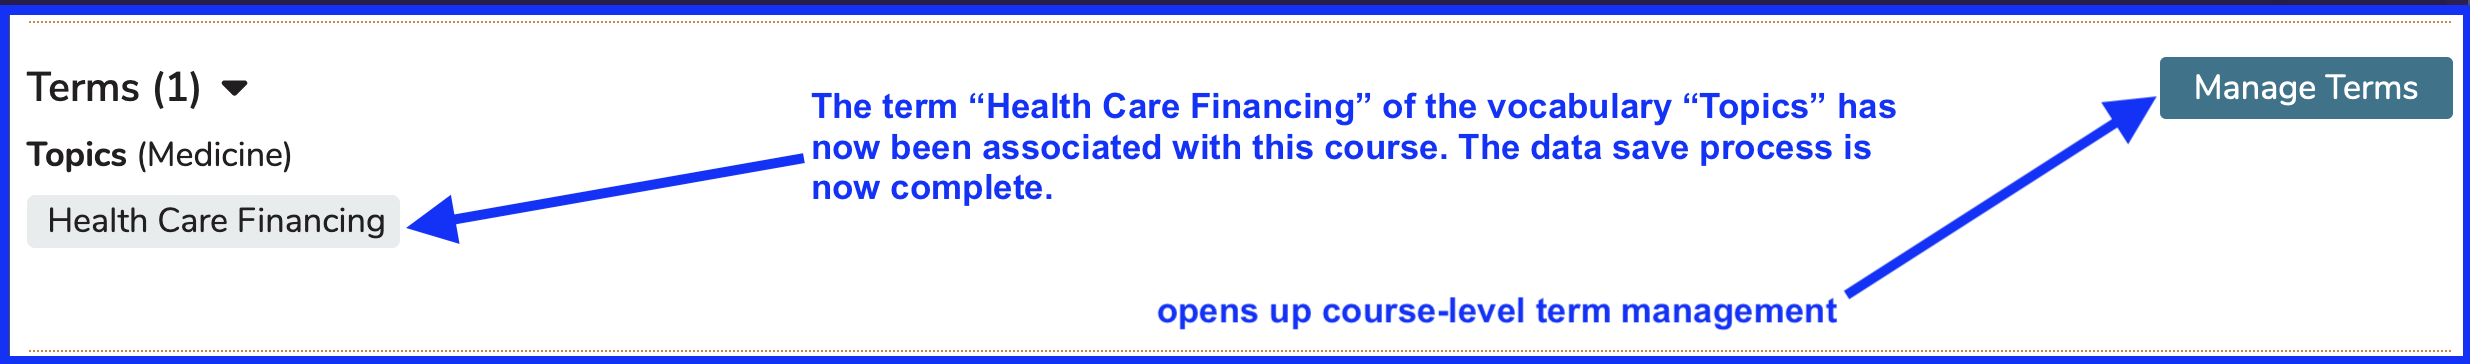 Terms (1)
Manage Terms
Topics (Medicine)
Health Care Financing
The term “Health Care Financing” of the vocabulary “Topics” has
now been associated with this course. The data save process is
now complete.
opens up course-level term management